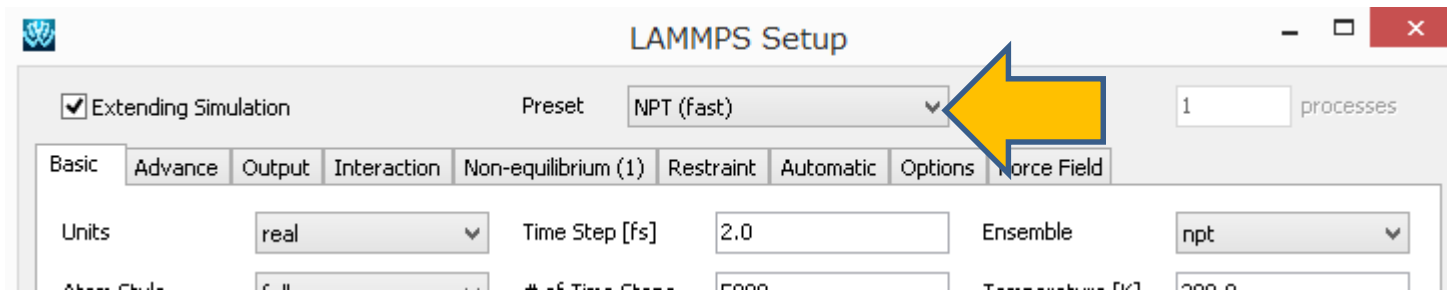 LAMMPS Setup
Extending Simulation Preset NPT (fast) 1 processes
Basic Advance Output Interaction Non-equilibrium (1) Restraint Automatic Options Force Field
Units real Time Step [fs] 2.0 Ensemble npt